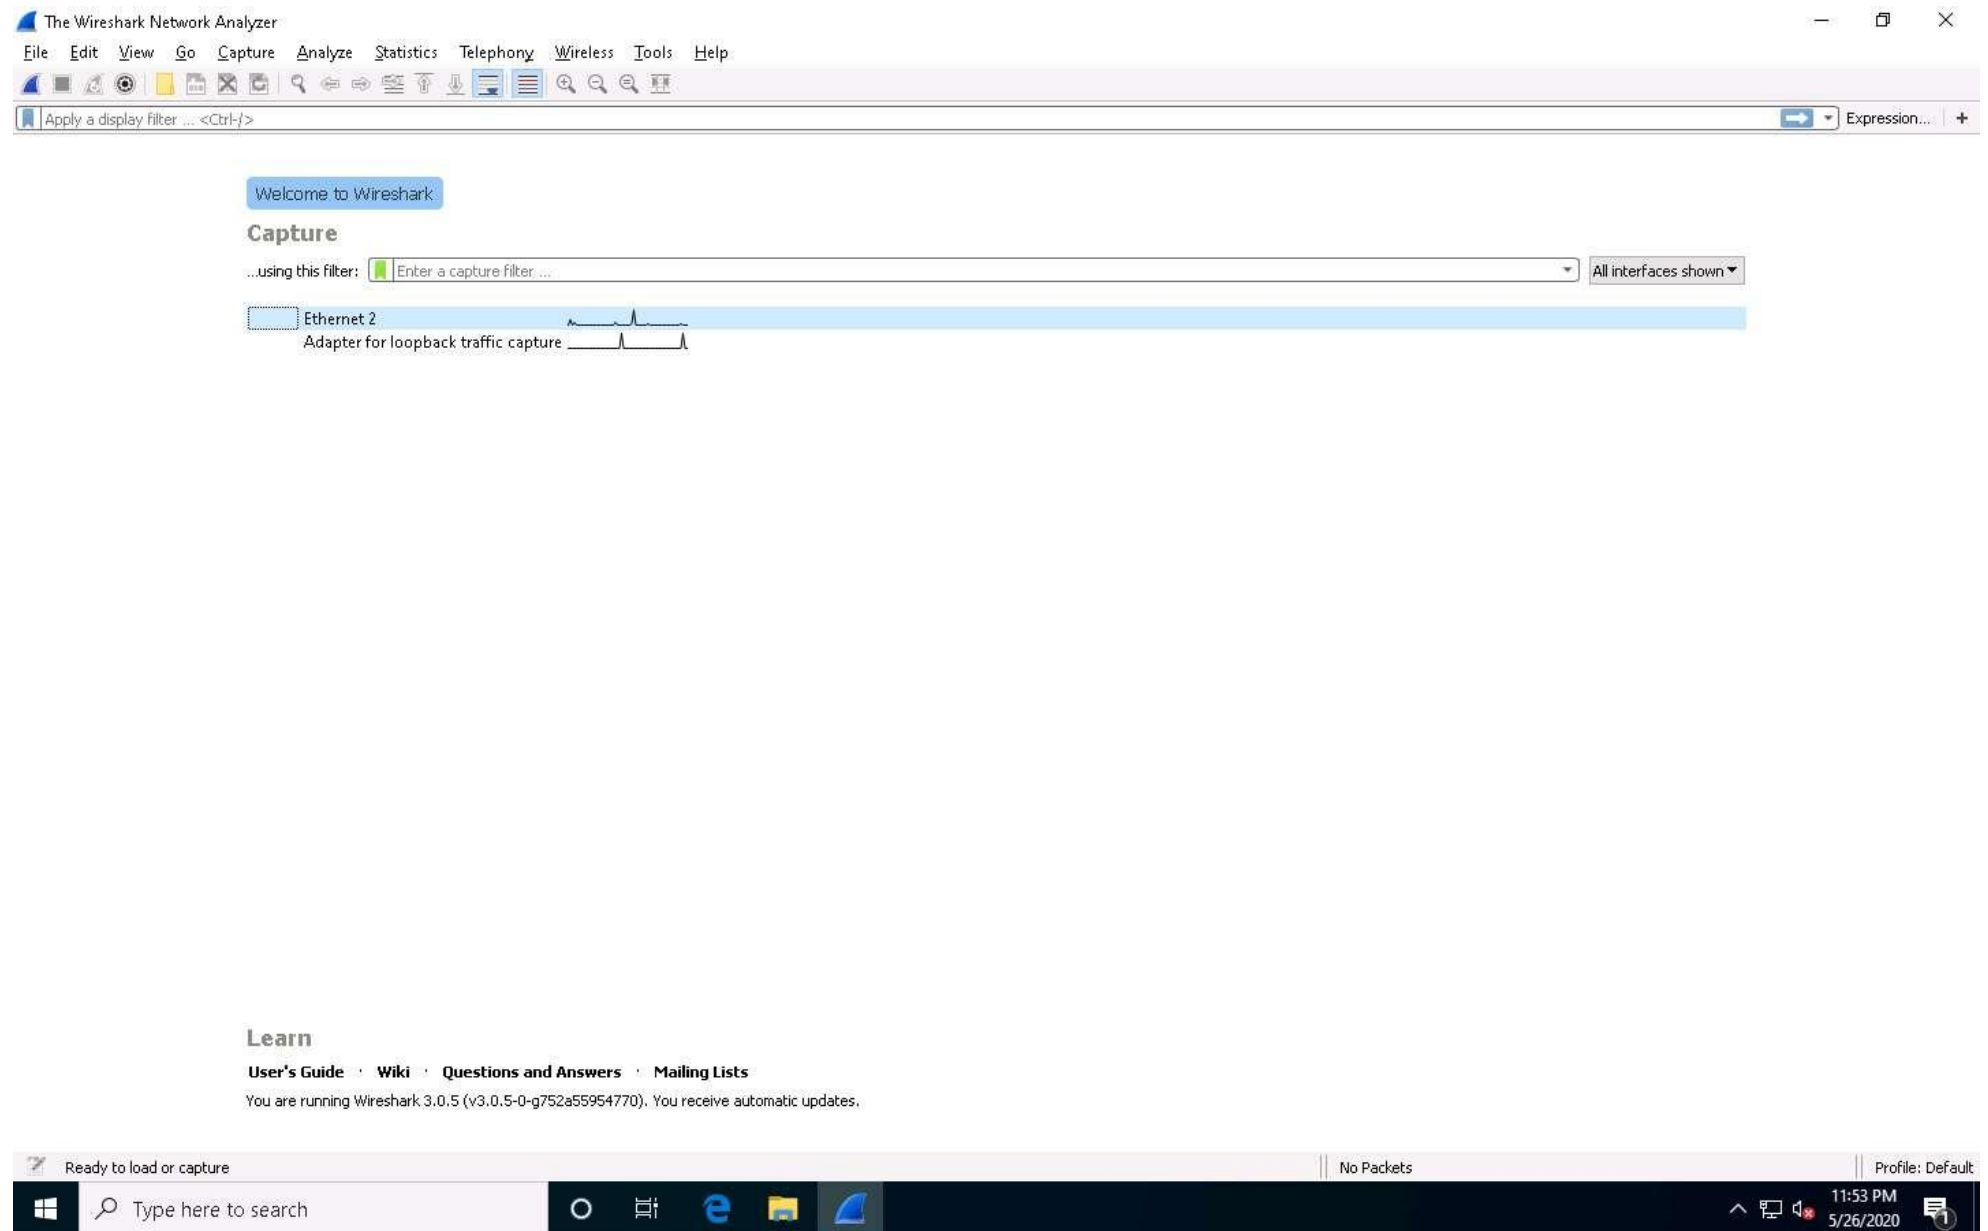 The Wireshark Network Analyzer
File Edit View Go Capture Analyze Statistics Telephony Wireless Tools Help
Apply a display filter ... <Ctrl-/>
Expression... +
Welcome to Wireshark
Capture
...using this filter: Enter a capture filter ... All interfaces shown
Ethernet 2
Adapter for loopback traffic capture
Learn
User's Guide · Wiki · Questions and Answers · Mailing Lists
You are running Wireshark 3.0.5 (v3.0.5-0-g752a55954770). You receive automatic updates.
Ready to load or capture No Packets Profile: Default
Type here to search
11:53 PM
5/26/2020
1